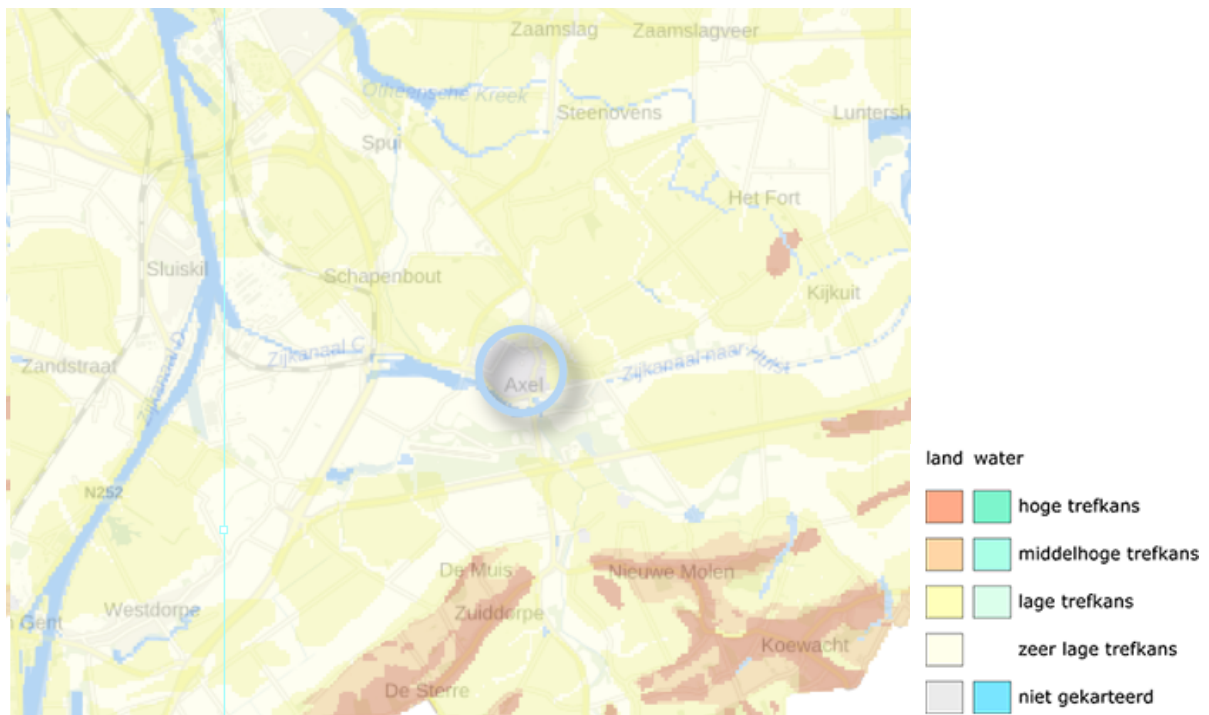 Zaamslag
Zaamslagveer
Otheensche Kreek
Steenovens
Luntersh
Spui
Het Fort
Sluiskil
Schapenbout
Kijkuit
Zijkanaal C
Zijkanaal naar Hulst
Zandstraat
Zijkanaal D
Axel
N252
De Muis
Nieuwe Molen
Westdorpe
Zuiddorpe
Gent
Koewacht
De Sterre
land water
hoge trefkans
middelhoge trefkans
lage trefkans
zeer lage trefkans
niet gekarteerd